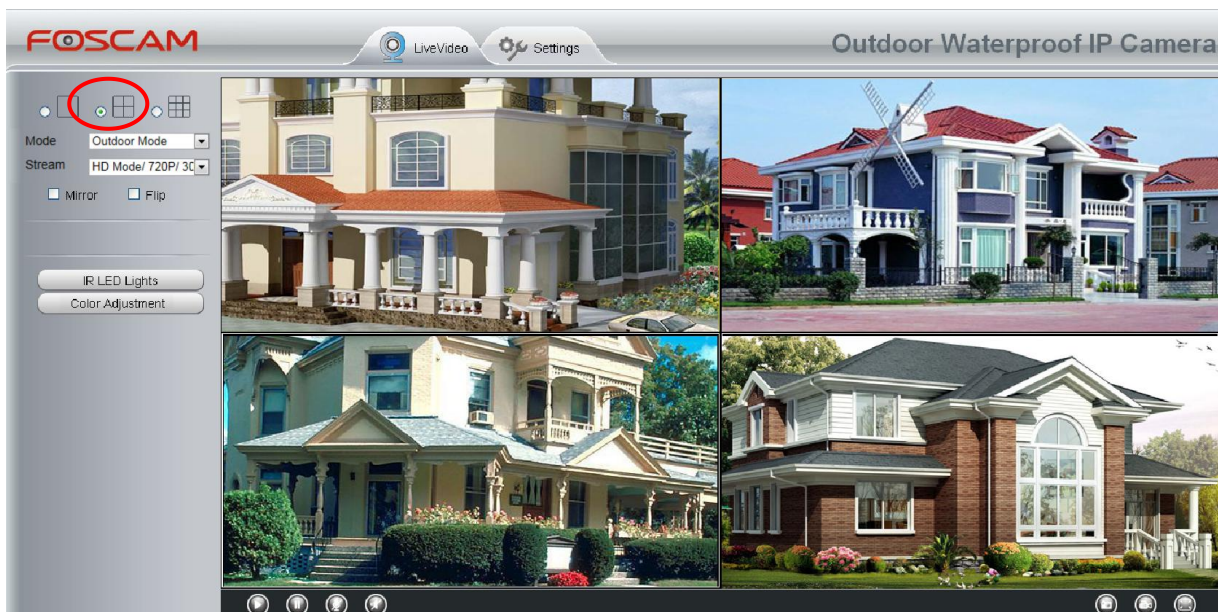 FOSCAM
LiveVideo
Settings
Outdoor Waterproof IP Camera
Mode
Outdoor Mode
Stream
HD Mode/ 720P/ 30
Mirror
Flip
IR LED Lights
Color Adjustment